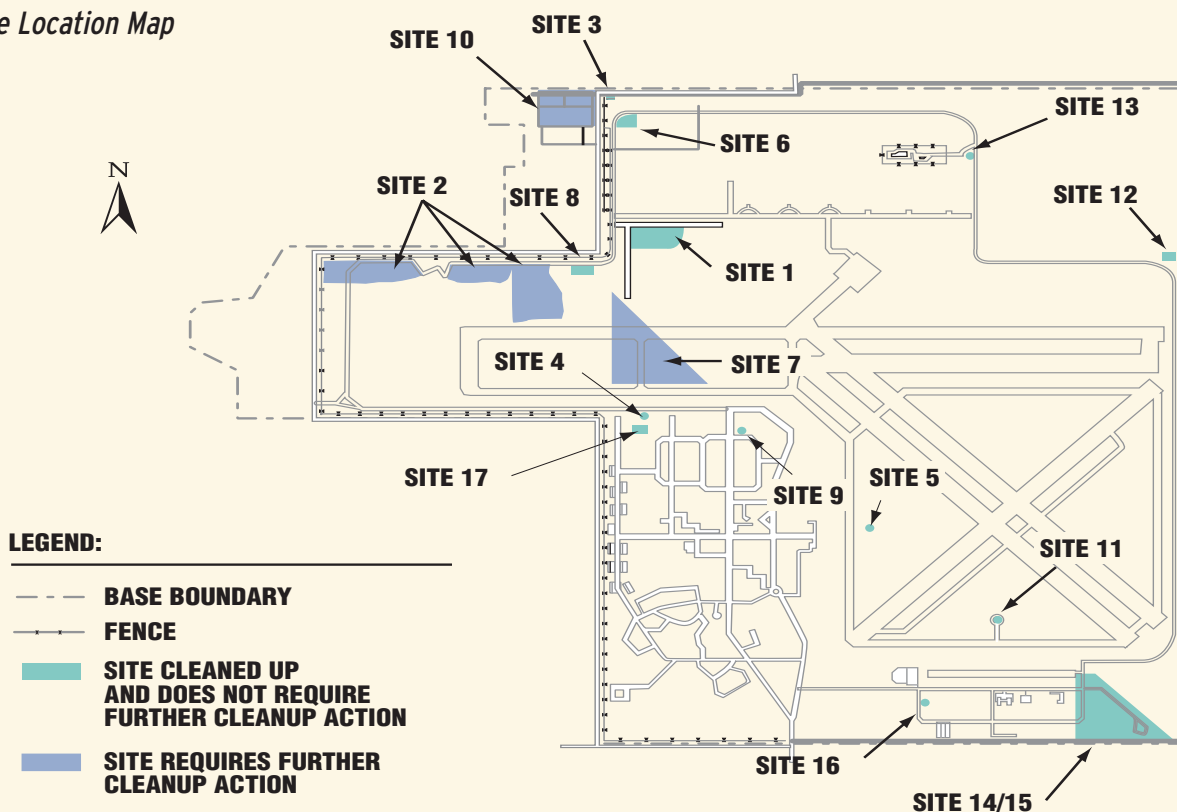 e Location Map
SITE 3
SITE 10
SITE 13
SITE 6
N
SITE 2
SITE 8
SITE 12
SITE 1
SITE 4
SITE 7
SITE 17
SITE 9
SITE 5
SITE 11
LEGEND:
BASE BOUNDARY
FENCE
SITE CLEANED UP
AND DOES NOT REQUIRE
FURTHER CLEANUP ACTION
SITE REQUIRES FURTHER
CLEANUP ACTION
SITE 16
SITE 14/15